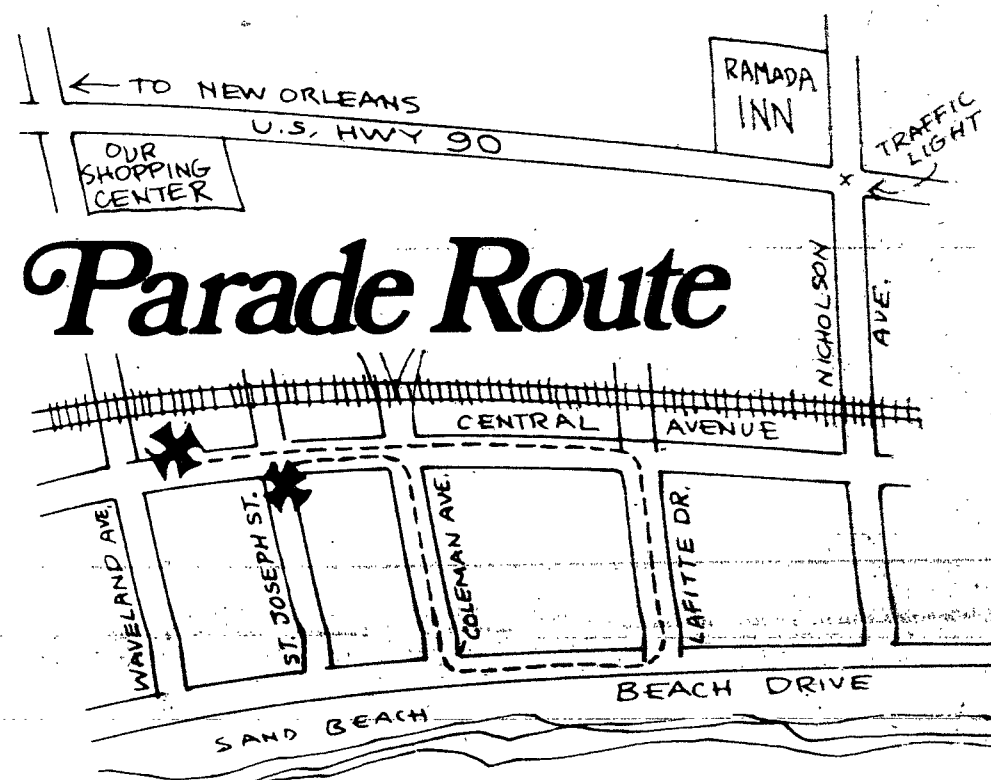 ← TO NEW ORLEANS
U.S. HWY 90
RAMADA
INN
TRAFFIC
LIGHT
x
OUR
SHOPPING
CENTER
Parade Route
NICHOLSON
AVE.
CENTRAL AVENUE
WAVELAND AVE.
ST. JOSEPH ST.
COLEMAN AVE.
LAFITTE DR.
BEACH DRIVE
SAND BEACH